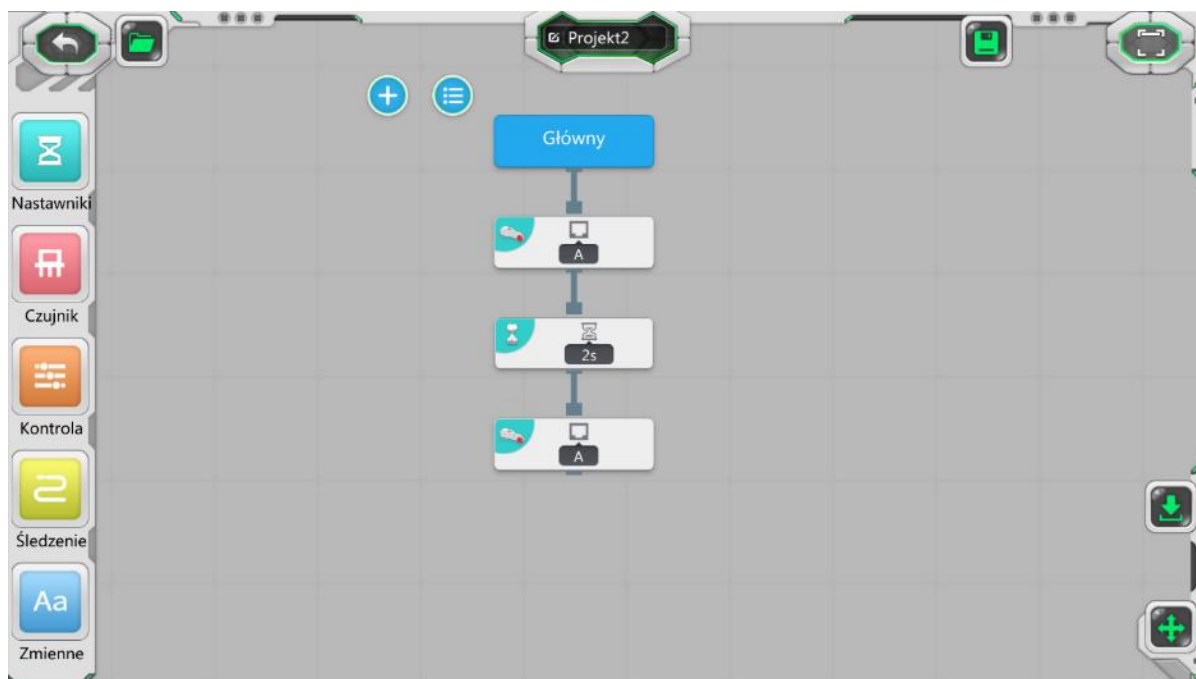 Projekt2
Główny
Nastawniki
A
Czujnik
2s
Kontrola
A
Śledzenie
Aa
Zmienne